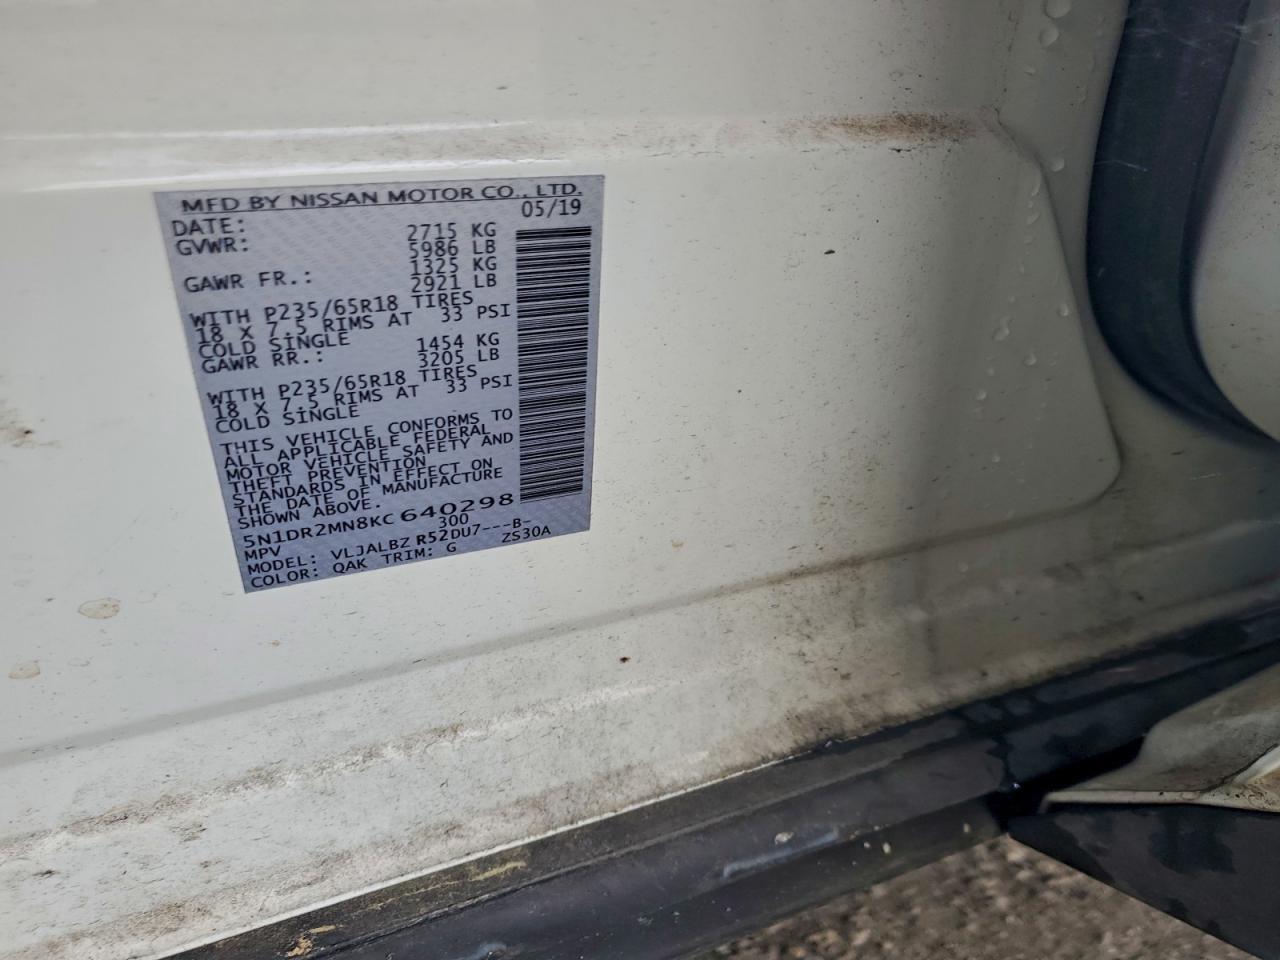 MFD BY NISSAN MOTOR CO., LTD.
DATE: 05/19
GVWR: 2715 KG
5986 LB
GAWR FR.: 1325 KG
2921 LB
WITH P235/65R18 TIRES
18 X 7.5 RIMS AT 33 PSI
COLD SINGLE
GAWR RR.: 1454 KG
3205 LB
WITH P235/65R18 TIRES
18 X 7.5 RIMS AT 33 PSI
COLD SINGLE
THIS VEHICLE CONFORMS TO
ALL APPLICABLE FEDERAL
MOTOR VEHICLE SAFETY AND
THEFT PREVENTION
STANDARDS IN EFFECT ON
THE DATE OF MANUFACTURE
SHOWN ABOVE.
5N1DR2MN8KC 640298
MPV 300
MODEL: VLJALBZ R52DU7---B-
COLOR: QAK TRIM: G ZS30A